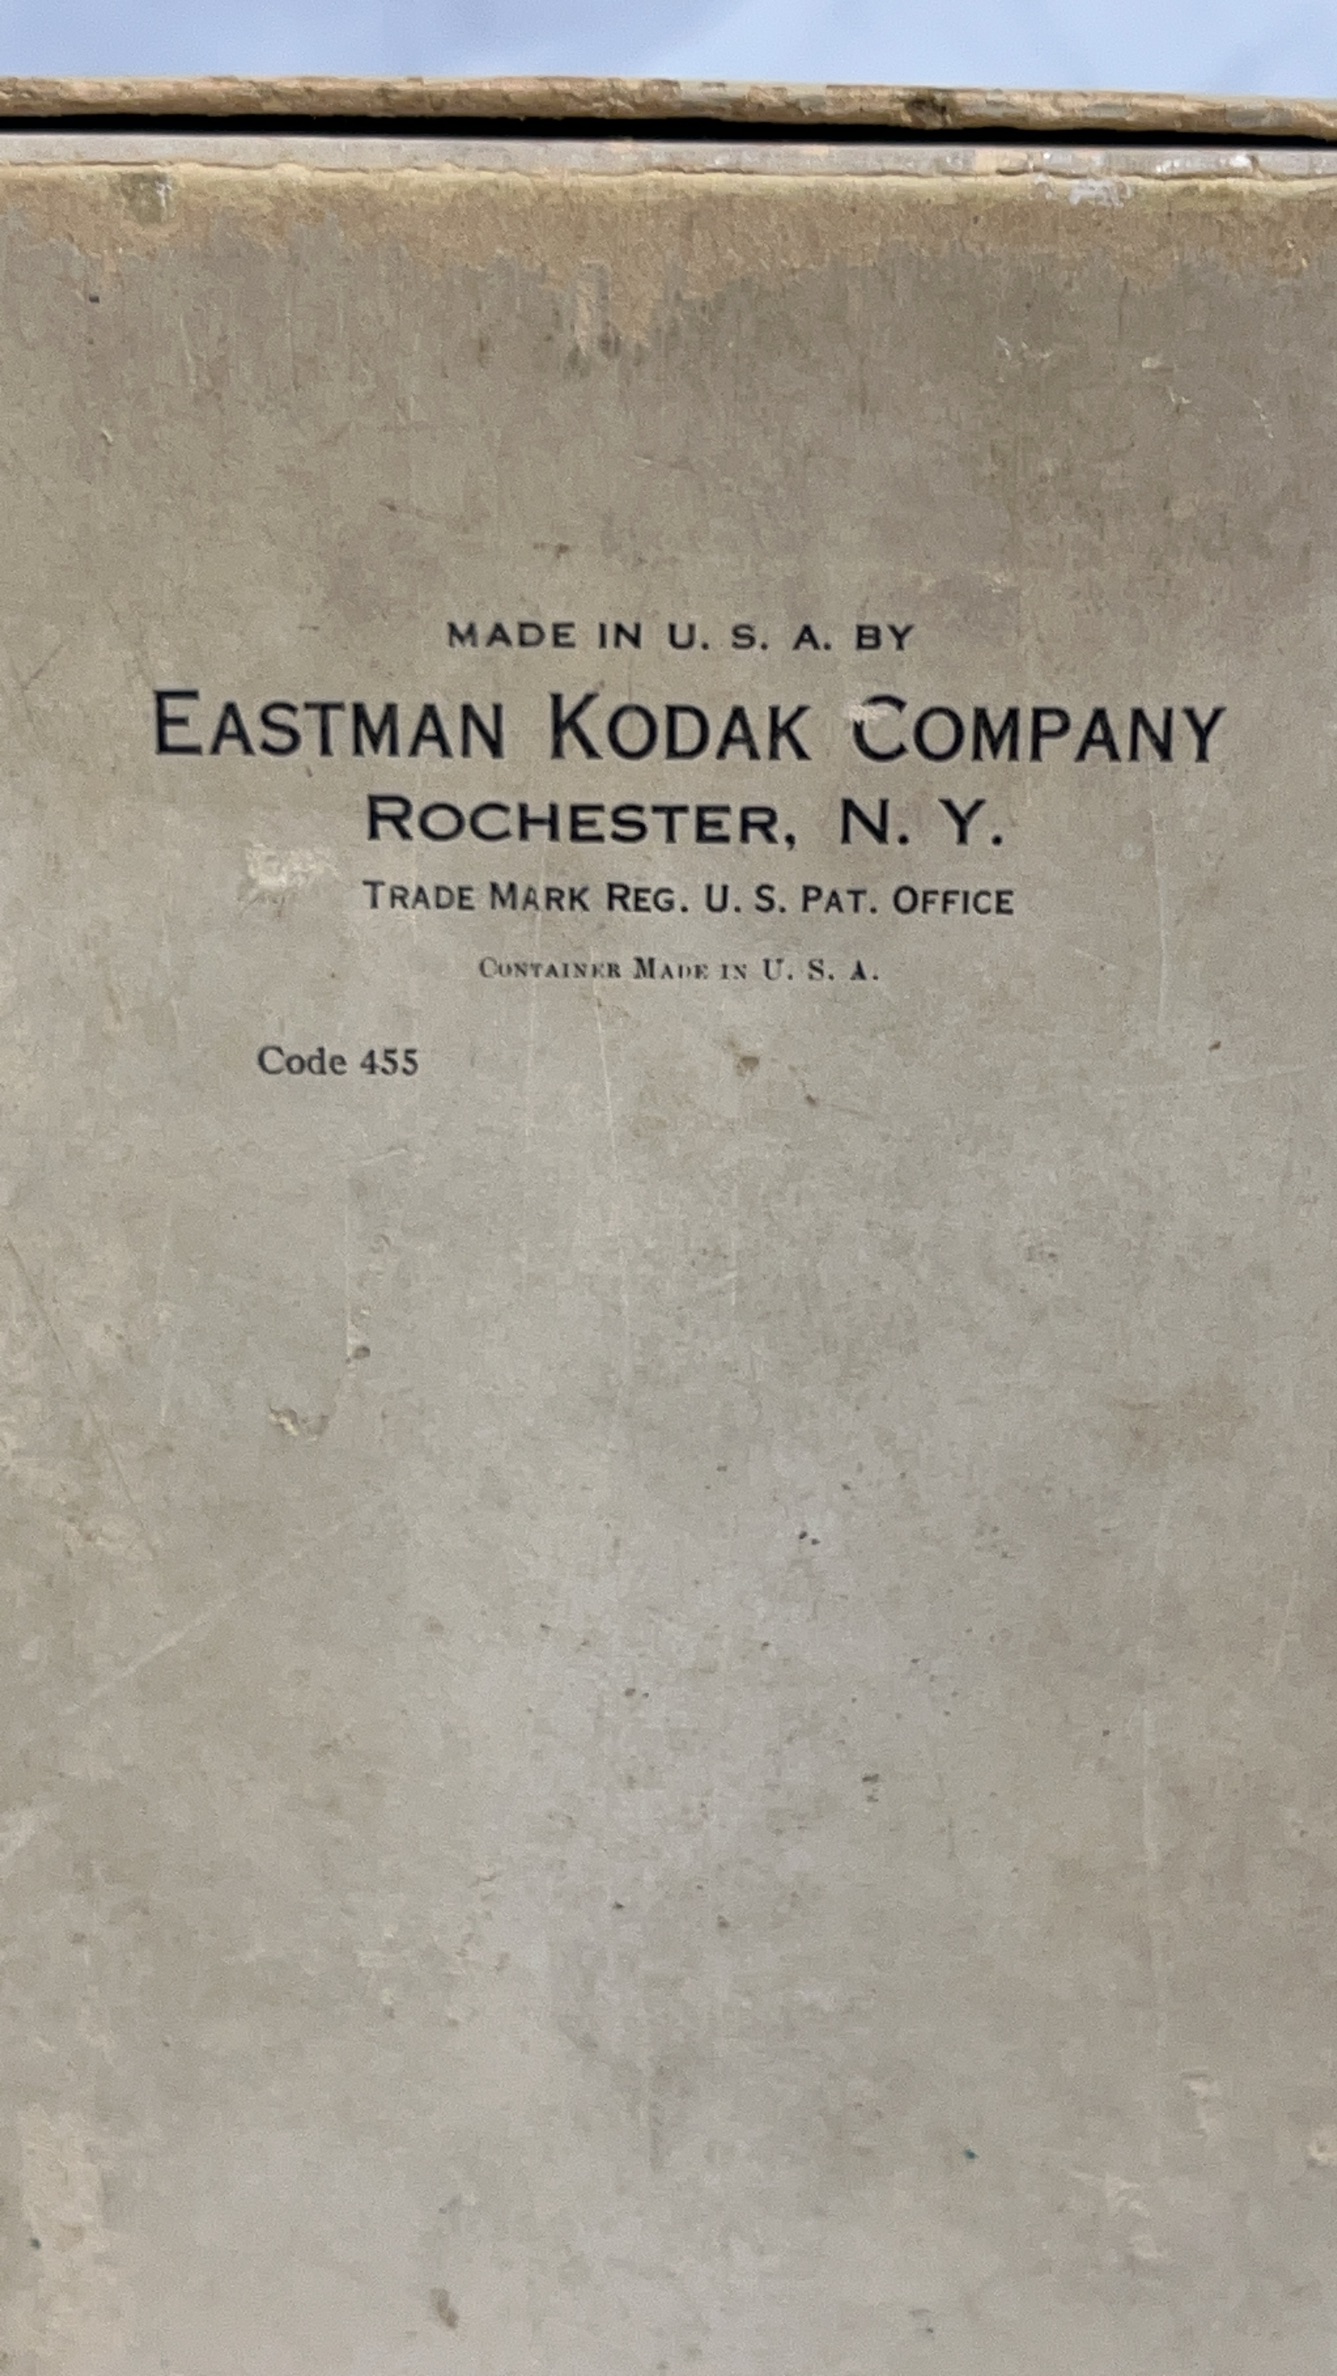 MADE IN U. S. A. BY
EASTMAN KODAK COMPANY
ROCHESTER, N. Y.
TRADE MARK REG. U. S. PAT. OFFICE
CONTAINER MADE IN U. S. A.
Code 455